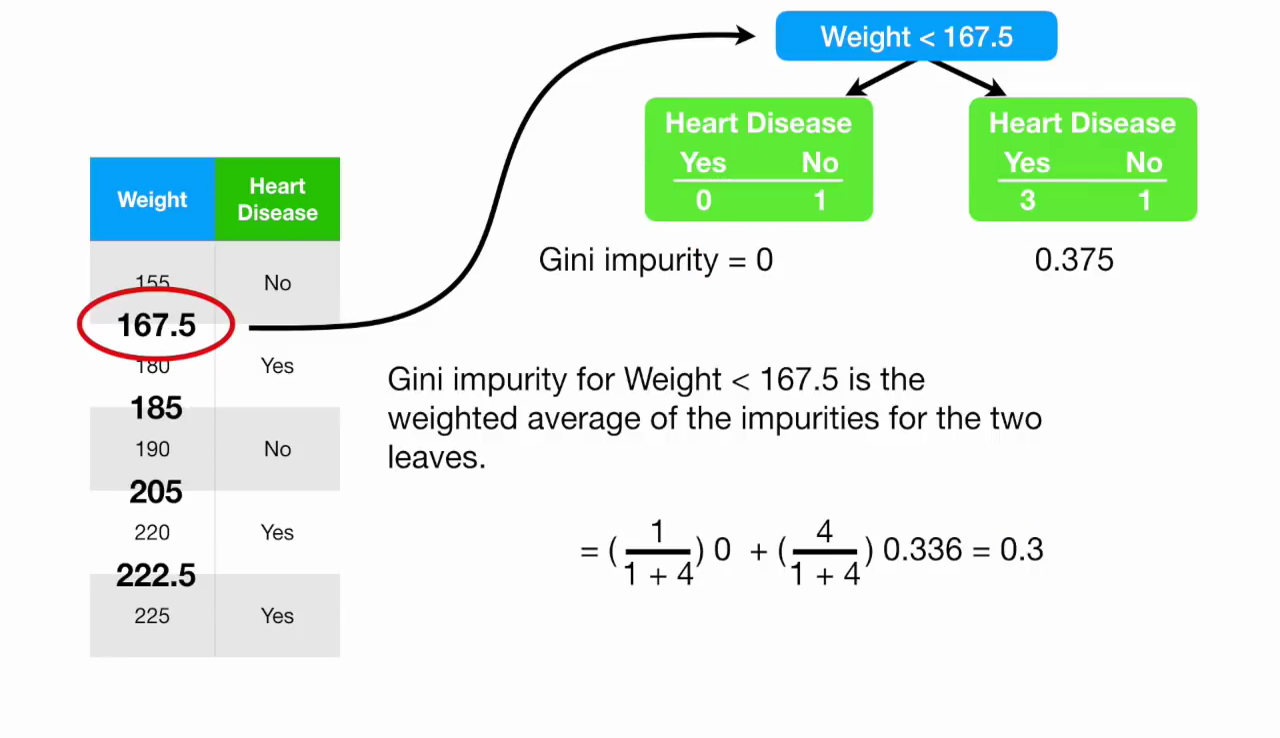 Weight < 167.5
Heart Disease
Yes No
0 1
Heart Disease
Yes No
3 1
Gini impurity = 0
0.375
Weight Heart Disease
155 No
167.5
180 Yes
185
190 No
205
220 Yes
222.5
225 Yes
Gini impurity for Weight < 167.5 is the
weighted average of the impurities for the two
leaves.
= ( 1 / 1 + 4 ) 0 + ( 4 / 1 + 4 ) 0.336 = 0.3